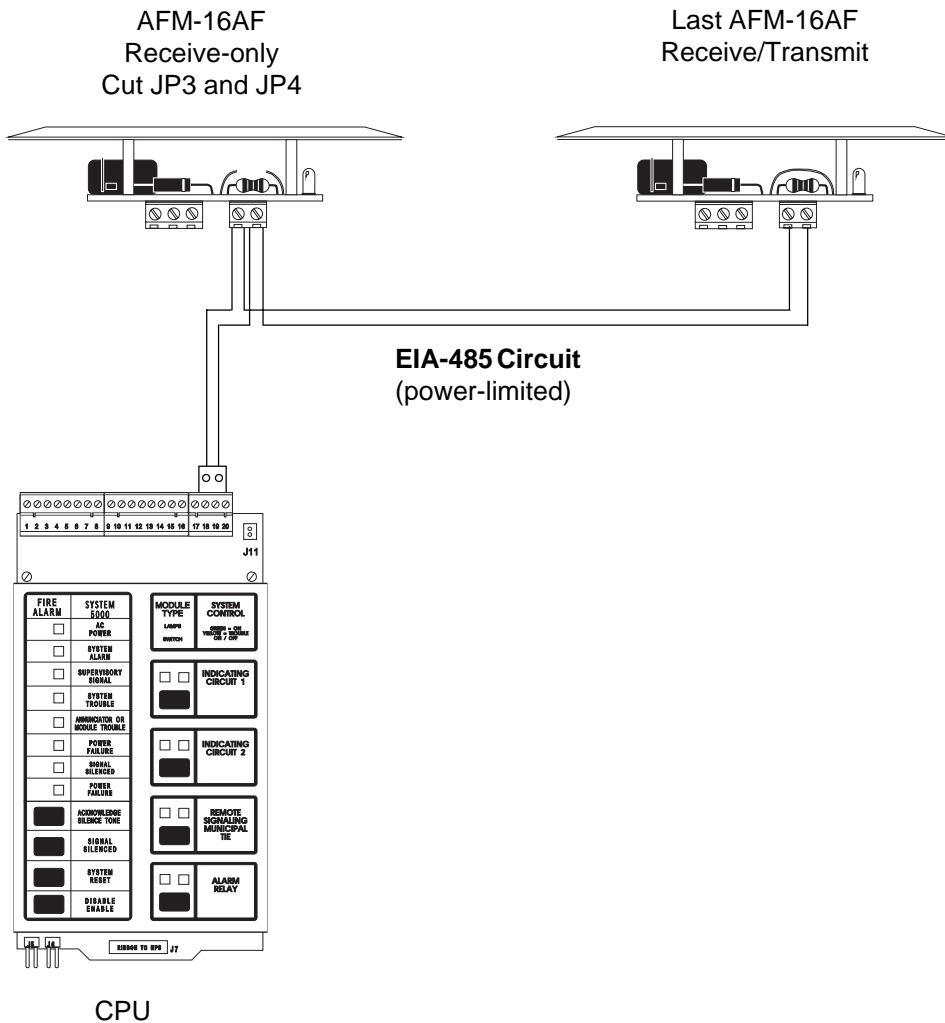 AFM-16AF
Receive-only
Cut JP3 and JP4
Last AFM-16AF
Receive/Transmit
EIA-485 Circuit
(power-limited)
1 2 3 4 5 6 7 8 9 10 11 12 13 14 15 16 17 18 19 20
J11
FIRE ALARM
SYSTEM 5000
AC POWER
SYSTEM ALARM
SUPERVISORY SIGNAL
SYSTEM TROUBLE
ANNUNCIATOR OR MODULE TROUBLE
POWER FAILURE
SIGNAL SILENCED
POWER FAILURE
ACKNOWLEDGE SILENCE TONE
SIGNAL SILENCED
SYSTEM RESET
DISABLE ENABLE
MODULE TYPE
LAMPS
SWITCH
SYSTEM CONTROL
GREEN = ON
YELLOW = TROUBLE
ON / OFF
INDICATING CIRCUIT 1
INDICATING CIRCUIT 2
REMOTE SIGNALING MUNICIPAL TIE
ALARM RELAY
J5 J6
RIBBON TO MPS J7
CPU